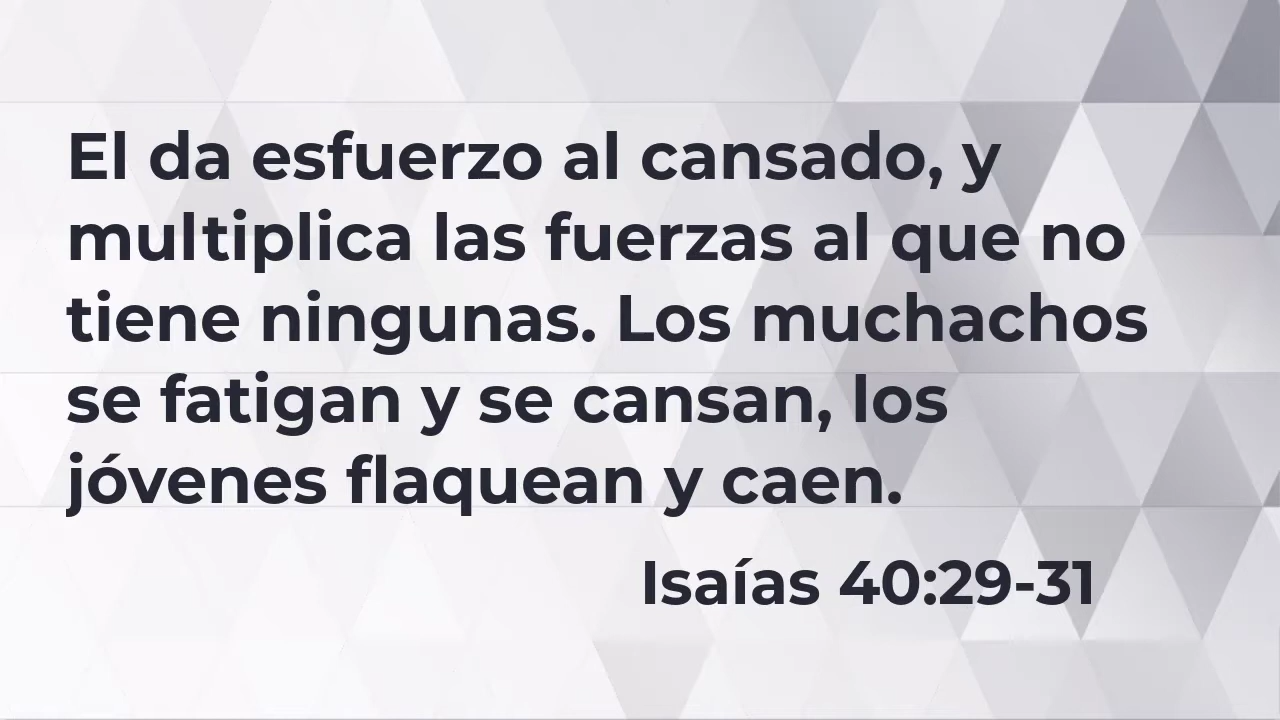 El da esfuerzo al cansado, y
multiplica las fuerzas al que no
tiene ningunas. Los muchachos
se fatigan y se cansan, los
jóvenes flaquean y caen.
Isaías 40:29-31